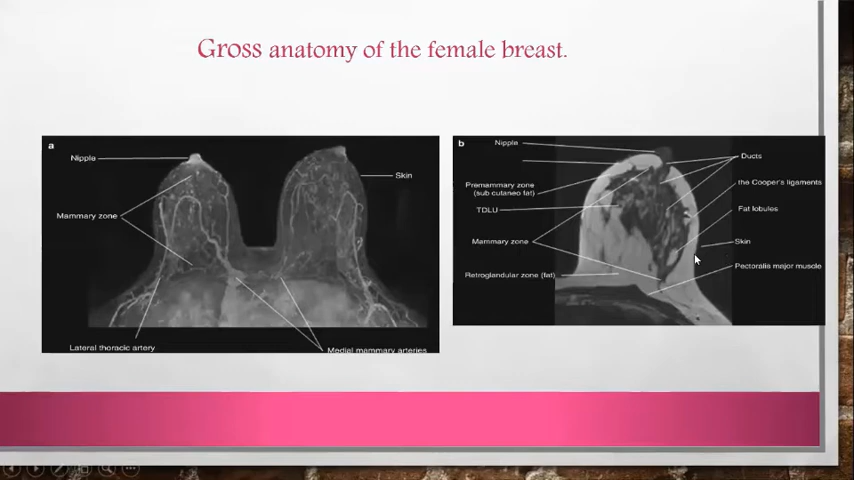 Gross anatomy of the female breast.
a
Nipple
Skin
Mammary zone
Lateral thoracic artery
Medial mammary arteries
b
Nipple
Ducts
Premammary zone
(sub cutaneo fat)
the Cooper's ligaments
TDLU
Fat lobules
Mammary zone
Skin
Retroglandular zone (fat)
Pectoralis major muscle